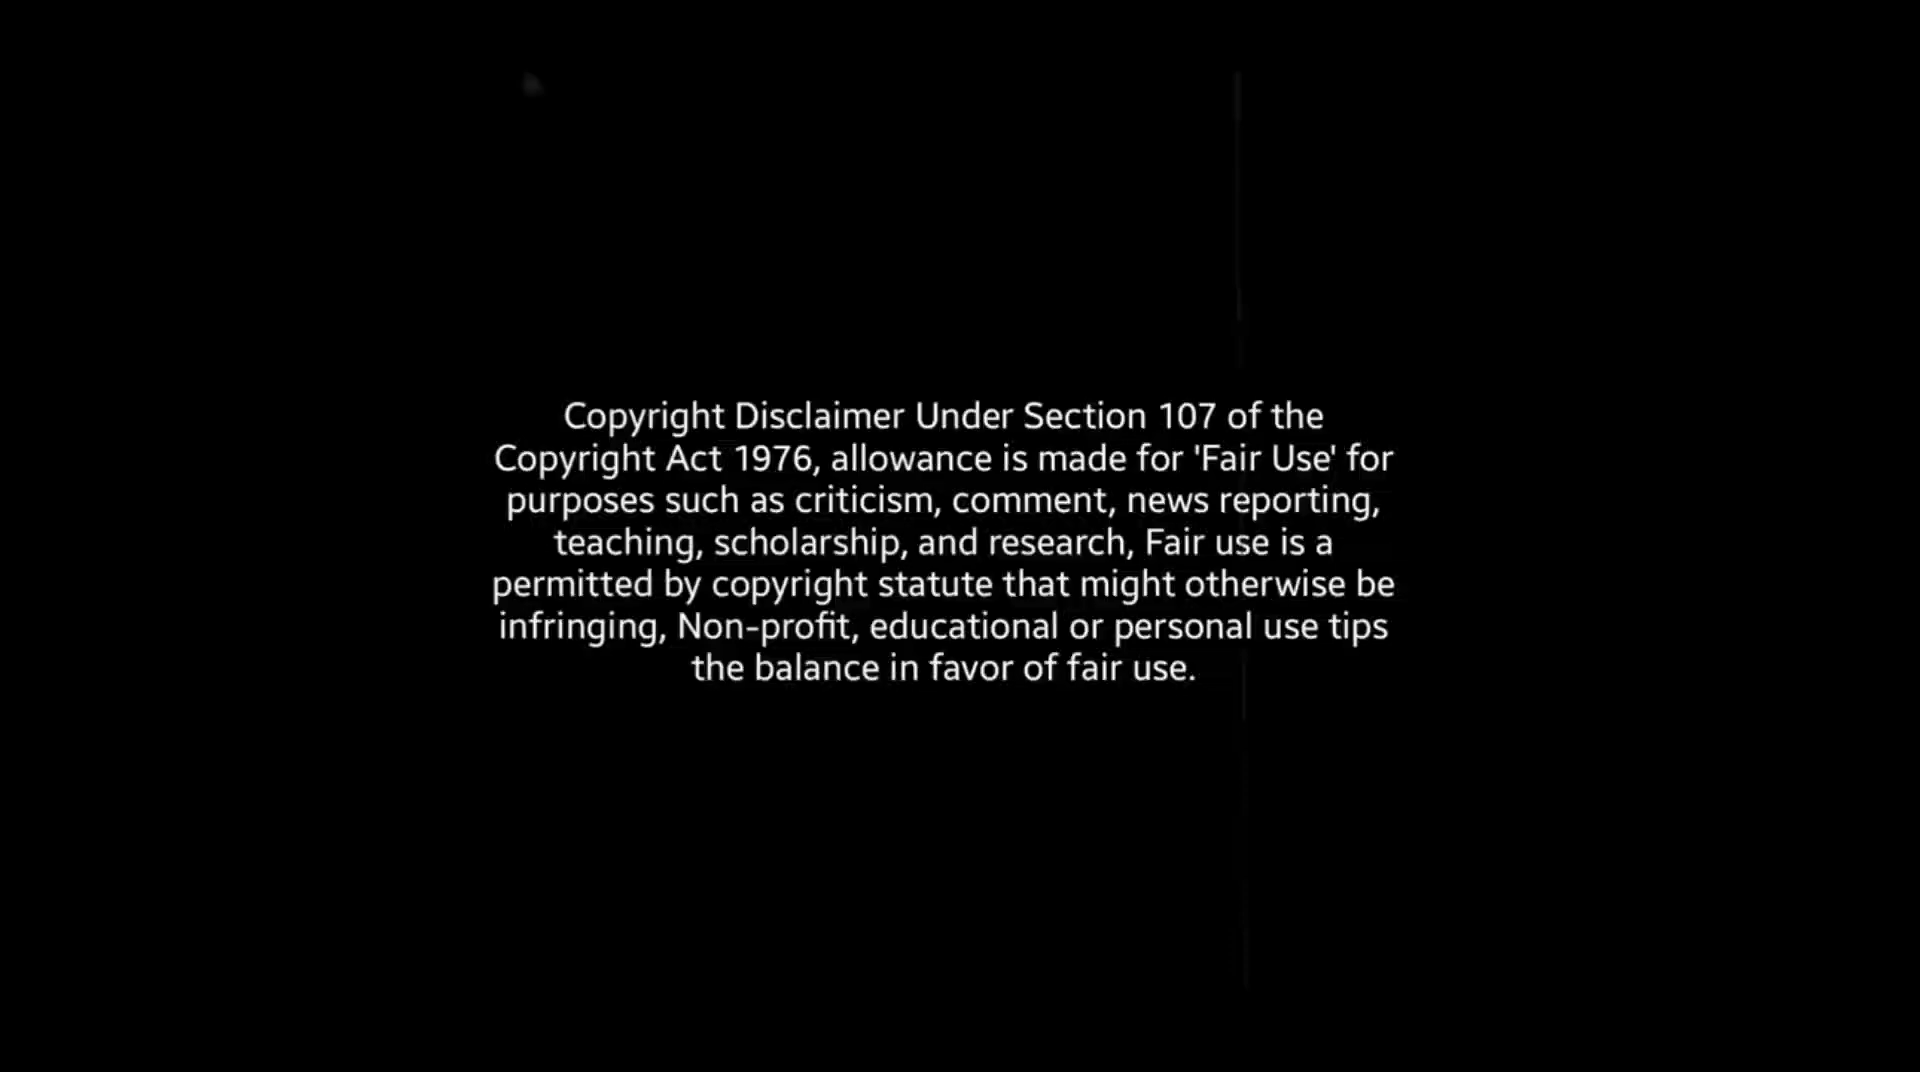 Copyright Disclaimer Under Section 107 of the
Copyright Act 1976, allowance is made for 'Fair Use' for
purposes such as criticism, comment, news reporting,
teaching, scholarship, and research, Fair use is a
permitted by copyright statute that might otherwise be
infringing, Non-profit, educational or personal use tips
the balance in favor of fair use.